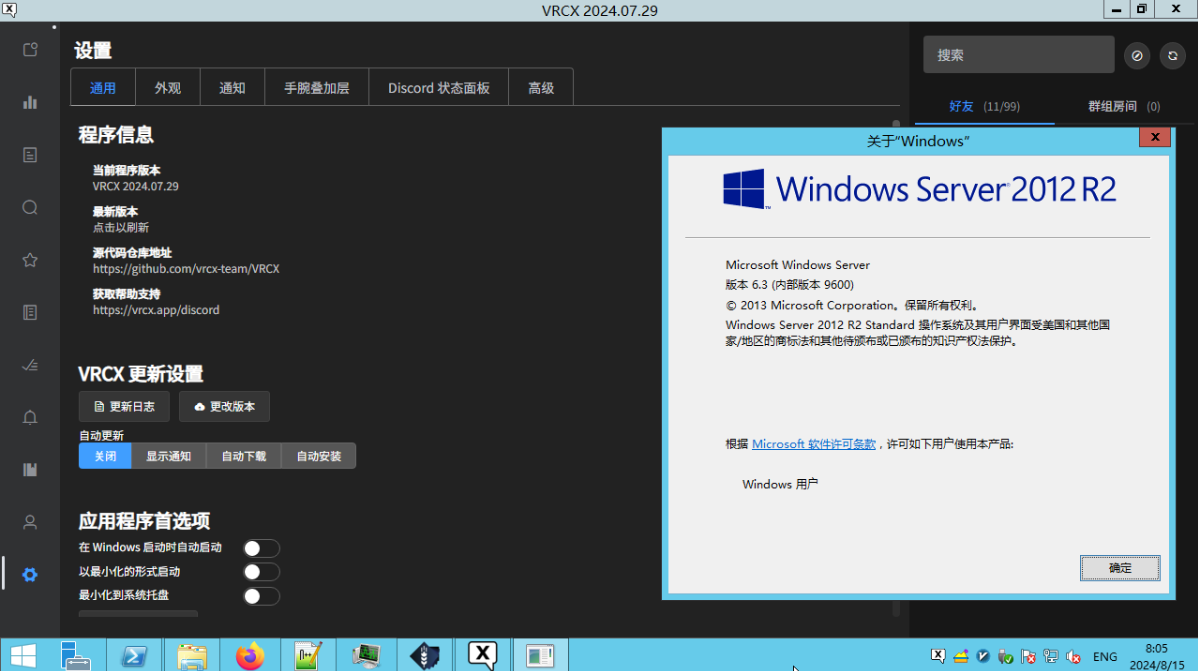 VRCX 2024.07.29
设置
通用
外观
通知
手腕叠加层
Discord 状态面板
高级
程序信息
当前程序版本
VRCX 2024.07.29
最新版本
点击以刷新
源代码仓库地址
https://github.com/vrcx-team/VRCX
获取帮助支持
https://vrcx.app/discord
VRCX 更新设置
更新日志
更改版本
自动更新
关闭
显示通知
自动下载
自动安装
应用程序首选项
在 Windows 启动时自动启动
以最小化的形式启动
最小化到系统托盘
搜索
好友 (11/99)
群组房间 (0)
关于“Windows”
Windows Server 2012 R2
Microsoft Windows Server
版本 6.3 (内部版本 9600)
© 2013 Microsoft Corporation。保留所有权利。
Windows Server 2012 R2 Standard 操作系统及其用户界面受美国和其他国
家/地区的商标法和其他待颁布或已颁布的知识产权法保护。
根据 Microsoft 软件许可条款，许可如下用户使用本产品:
Windows 用户
确定
ENG
8:05
2024/8/15